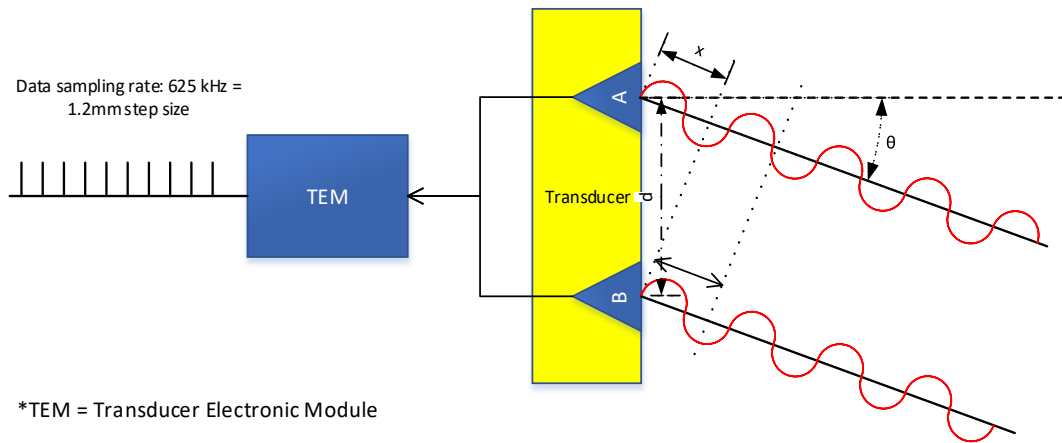 Data sampling rate: 625 kHz =
1.2mm step size
TEM
Transducer
A
B
x
d
θ
*TEM = Transducer Electronic Module